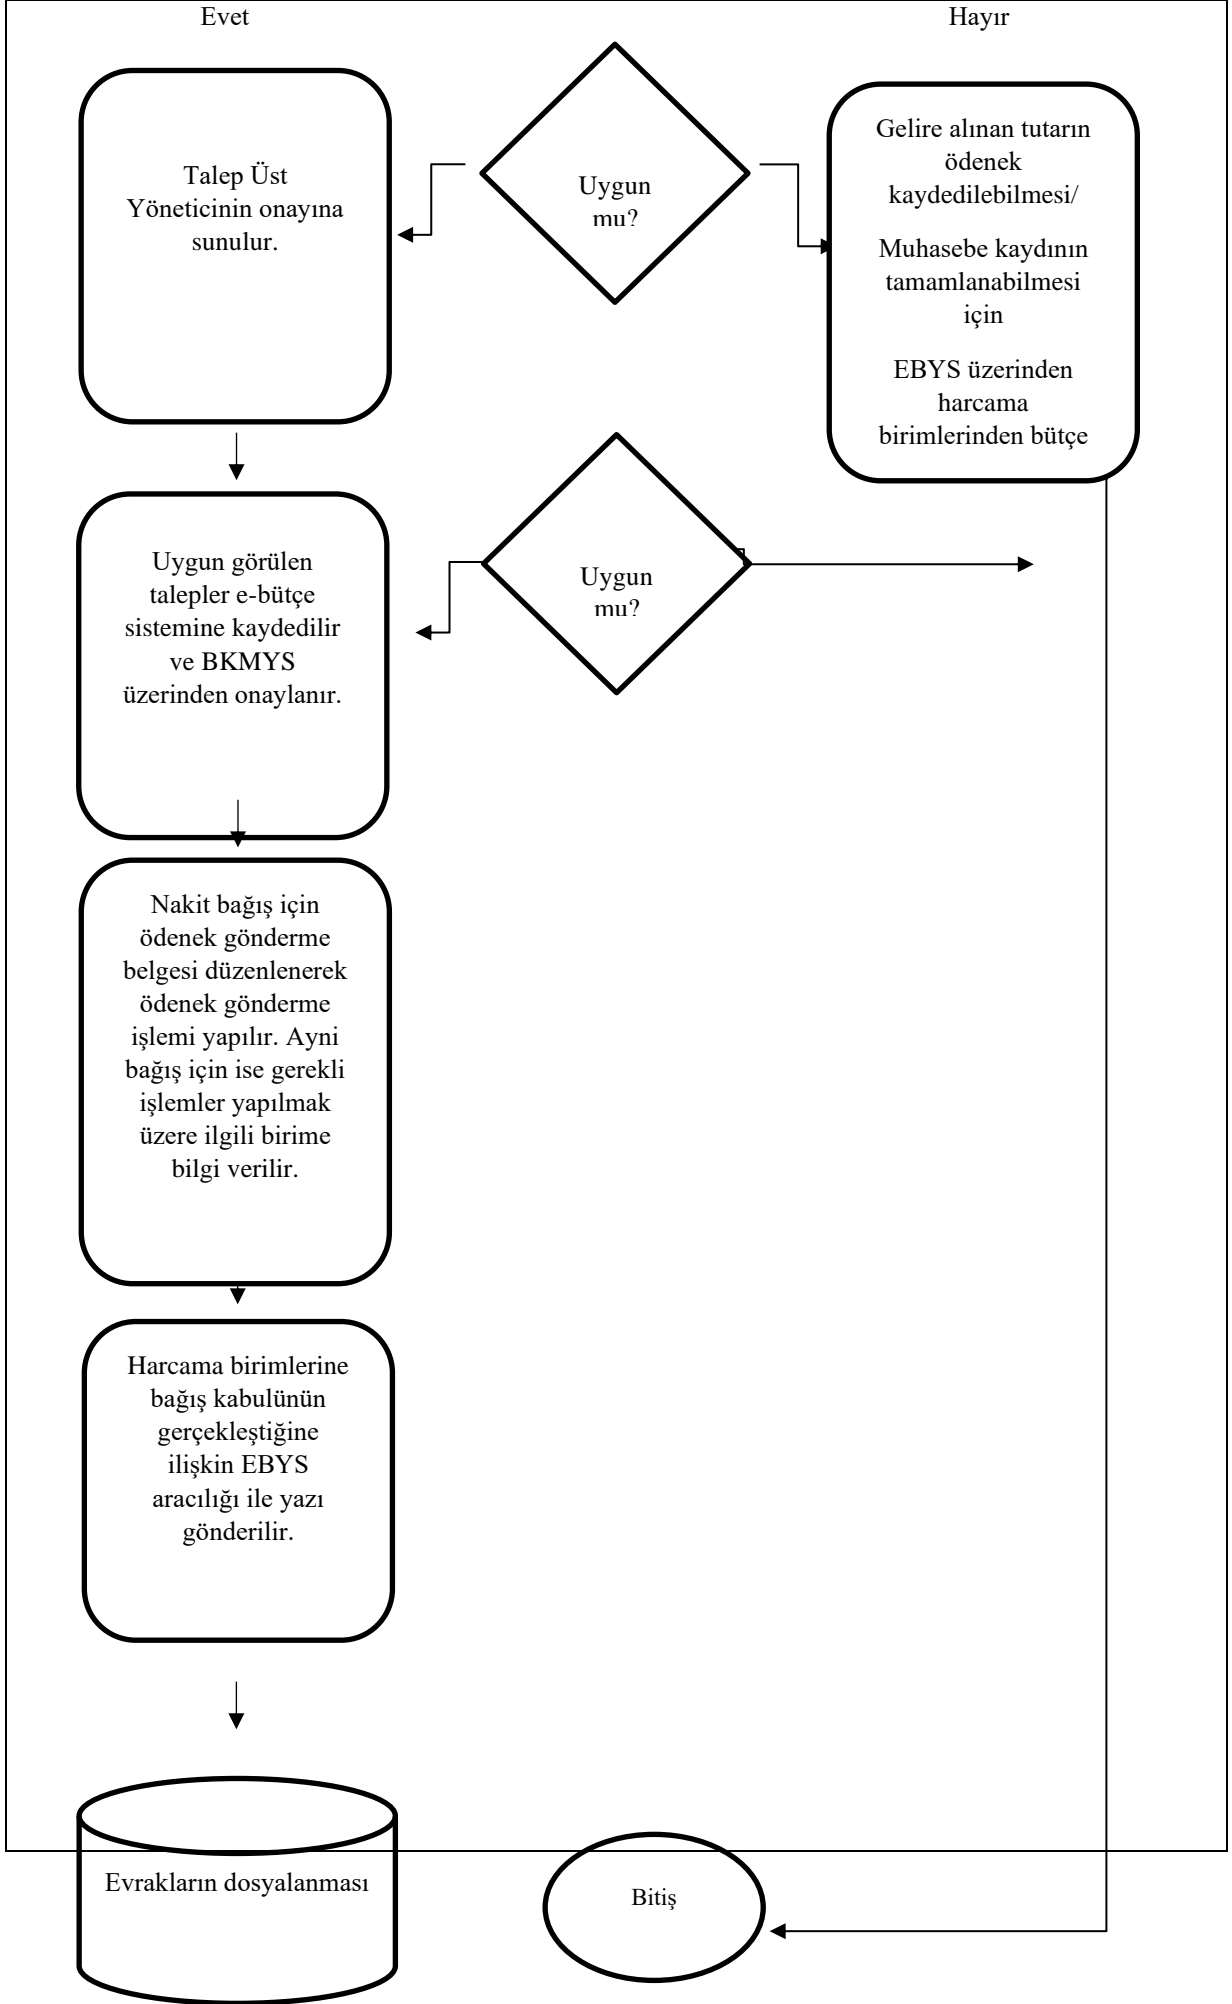 Evet
Hayır
Talep Üst
Yöneticinin onayına
sunulur.
Uygun
mu?
Gelire alınan tutarın
ödenek
kaydedilebilmesi/
Muhasebe kaydının
tamamlanabilmesi
için
EBYS üzerinden
harcama
birimlerinden bütçe
Uygun görülen
talepler e-bütçe
sistemine kaydedilir
ve BKMYS
üzerinden onaylanır.
Uygun
mu?
Nakit bağış için
ödenek gönderme
belgesi düzenlenerek
ödenek gönderme
işlemi yapılır. Ayni
bağış için ise gerekli
işlemler yapılmak
üzere ilgili birime
bilgi verilir.
Harcama birimlerine
bağış kabulünün
gerçekleştiğine
ilişkin EBYS
aracılığı ile yazı
gönderilir.
Evrakların dosyalanması
Bitiş